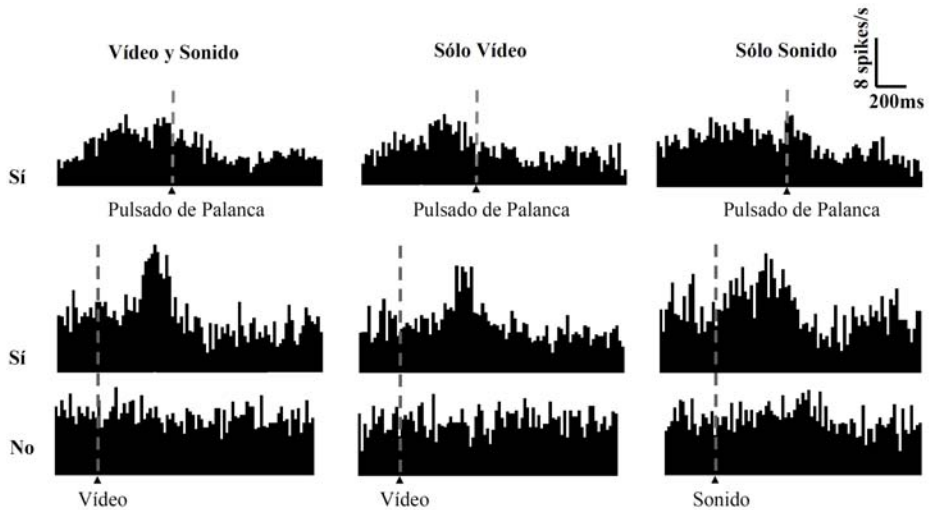 Vídeo y Sonido
Sólo Vídeo
Sólo Sonido
8 spikes/s
200ms
Sí
Pulsado de Palanca
Pulsado de Palanca
Pulsado de Palanca
Sí
No
Vídeo
Vídeo
Sonido